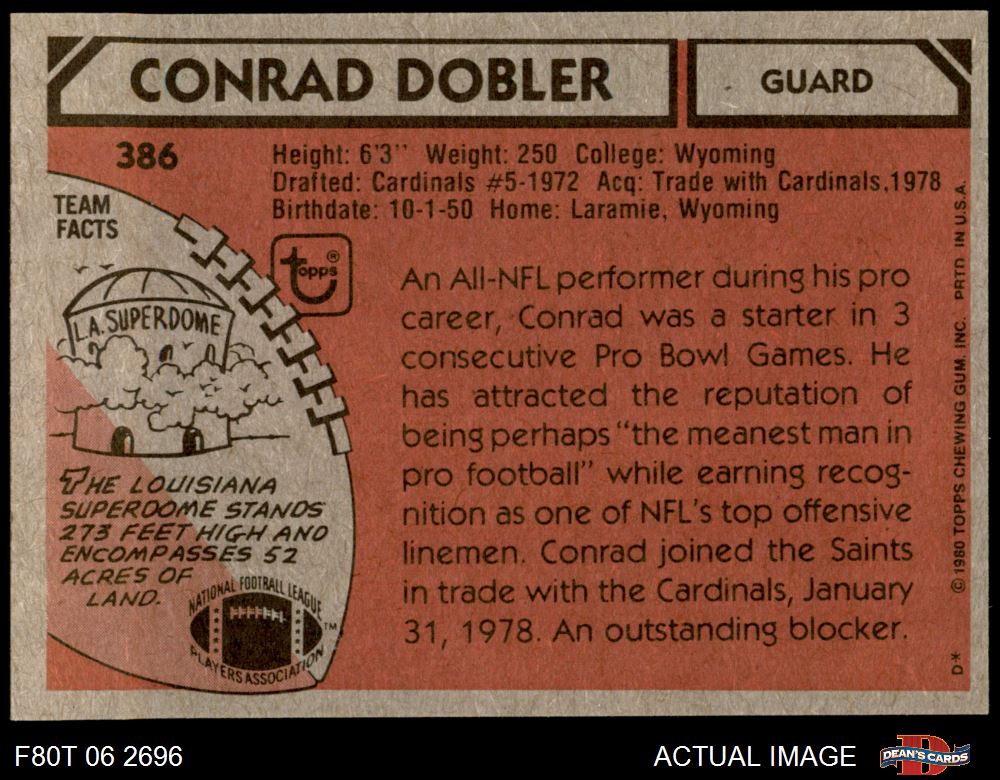 CONRAD DOBLER
GUARD
386
Height: 6'3" Weight: 250 College: Wyoming
Drafted: Cardinals #5-1972 Acq: Trade with Cardinals, 1978
Birthdate: 10-1-50 Home: Laramie, Wyoming
TEAM
FACTS
topps®
L.A. SUPERDOME
THE LOUISIANA
SUPERDOME STANDS
273 FEET HIGH AND
ENCOMPASSES 52
ACRES OF
LAND.
NATIONAL FOOTBALL LEAGUE
PLAYERS ASSOCIATION
TM
An All-NFL performer during his pro
career, Conrad was a starter in 3
consecutive Pro Bowl Games. He
has attracted the reputation of
being perhaps "the meanest man in
pro football" while earning recog-
nition as one of NFL's top offensive
linemen. Conrad joined the Saints
in trade with the Cardinals, January
31, 1978. An outstanding blocker.
D* © 1980 TOPPS CHEWING GUM, INC. PRTD. IN U.S.A.
F80T 06 2696
ACTUAL IMAGE
DEAN'S CARDS